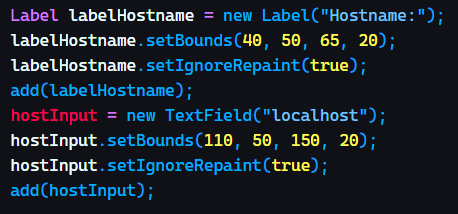 Label labelHostname = new Label("Hostname:");
labelHostname.setBounds(40, 50, 65, 20);
labelHostname.setIgnoreRepaint(true);
add(labelHostname);
hostInput = new TextField("localhost");
hostInput.setBounds(110, 50, 150, 20);
hostInput.setIgnoreRepaint(true);
add(hostInput);